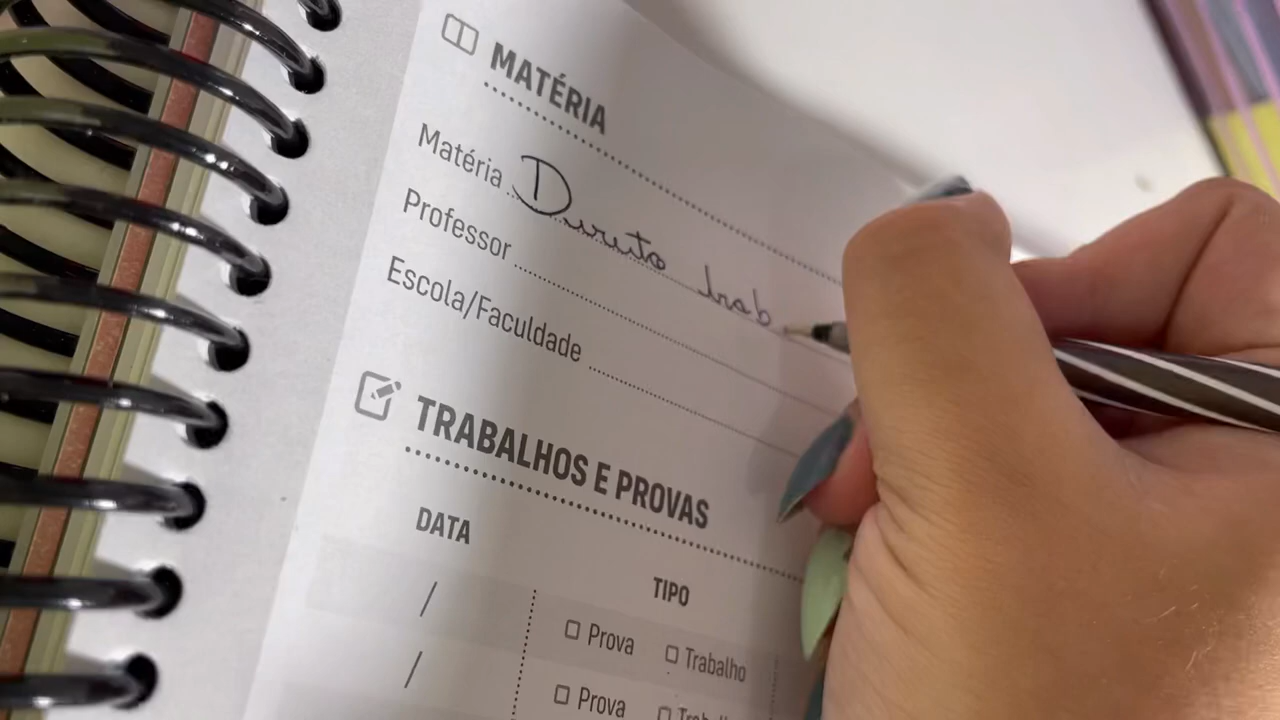 MATÉRIA
Matéria Direito Trab
Professor
Escola/Faculdade
TRABALHOS E PROVAS
DATA TIPO
/ Prova Trabalho
/ Prova